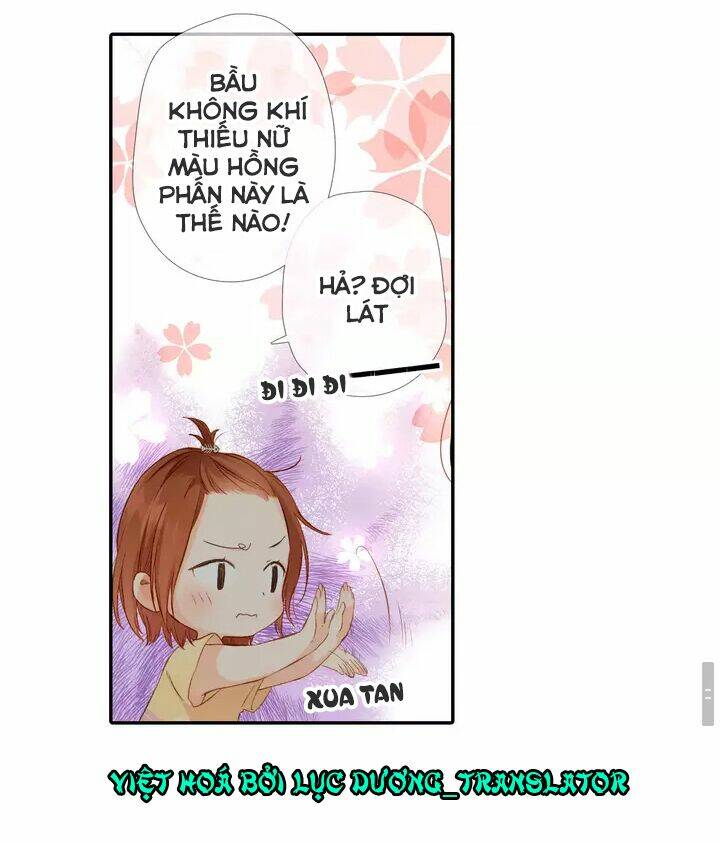 BẦU
KHÔNG KHÍ
THIẾU NỮ
MÀU HỒNG
PHẤN NÀY LÀ
THẾ NÀO!
HẢ? ĐỢI
LÁT
ĐI ĐI ĐI
XUA TAN
VIỆT HOÁ BỞI LỤC DƯƠNG_TRANSLATOR